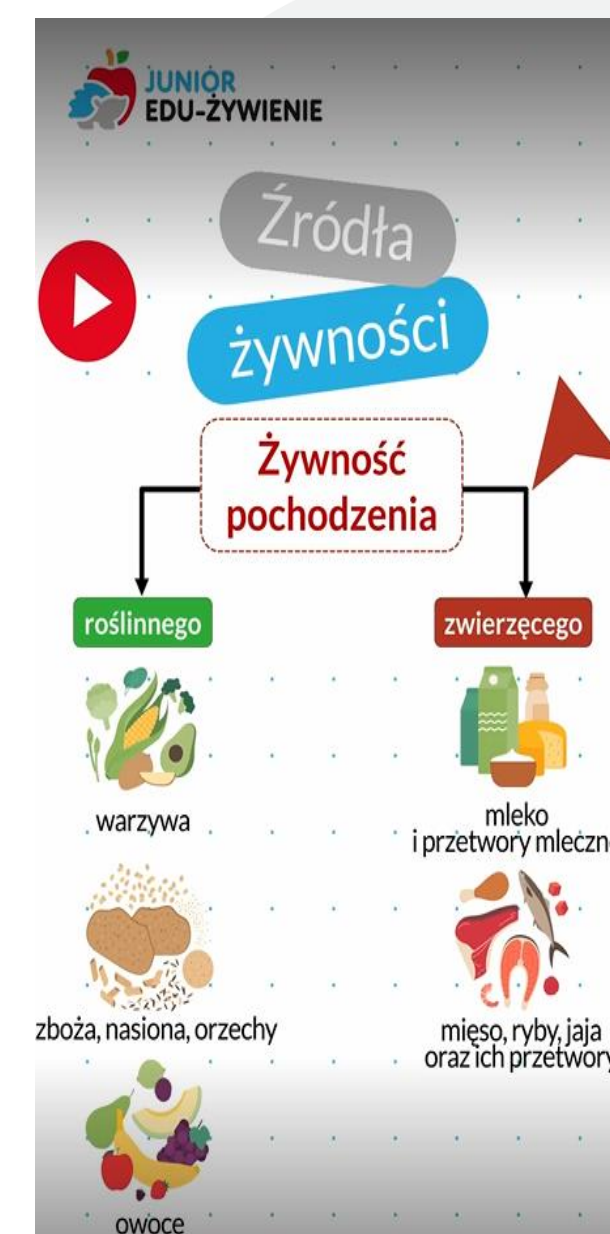 JUNIOR
EDU-ŻYWIENIE
Źródła
żywności
Żywność
pochodzenia
roślinnego
zwierzęcego
warzywa
mleko
i przetwory mleczn
zboża, nasiona, orzechy
mięso, ryby, jaja
oraz ich przetwory
owoce